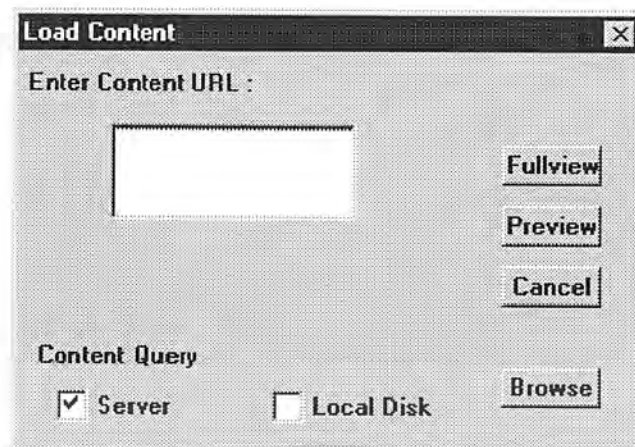 Load Content
Enter Content URL :
Fullview
Preview
Cancel
Content Query
Server
Local Disk
Browse